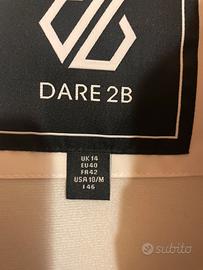 DARE 2B
UK 14
EU 40
FR 42
USA 10/M
I 46
subito